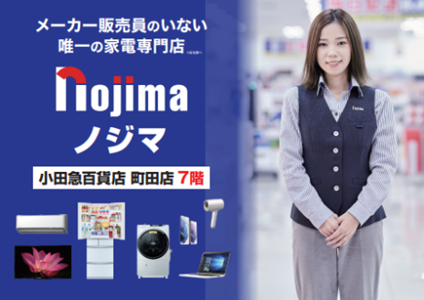 メーカー販売員のいない
唯一の家電専門店
nojima
ノジマ
小田急百貨店 町田店 7階